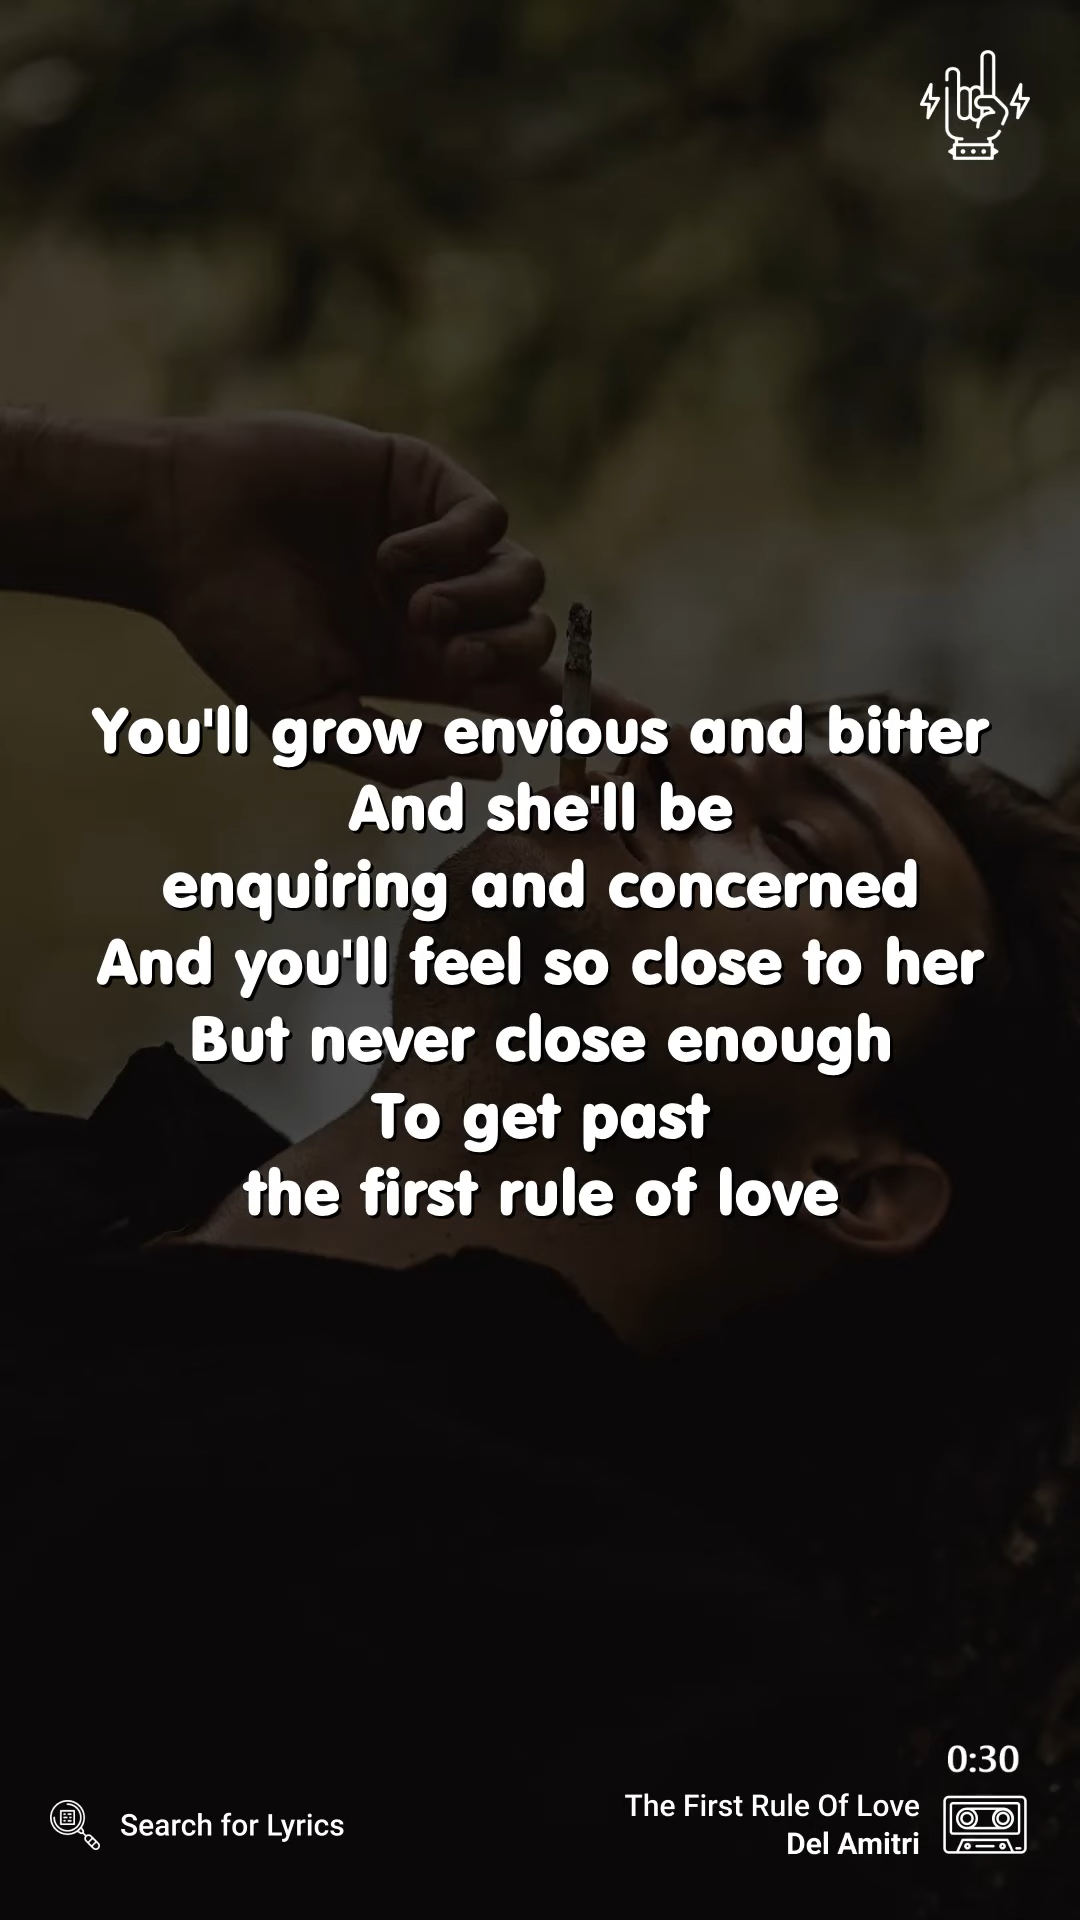 You'll grow envious and bitter
And she'll be
enquiring and concerned
And you'll feel so close to her
But never close enough
To get past
the first rule of love
0:30
Search for Lyrics
The First Rule Of Love
Del Amitri